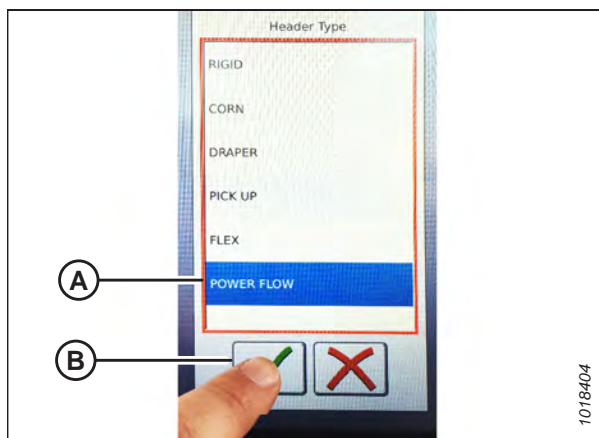 Header Type
RIGID
CORN
DRAPER
PICK UP
FLEX
POWER FLOW
A
B
1018404